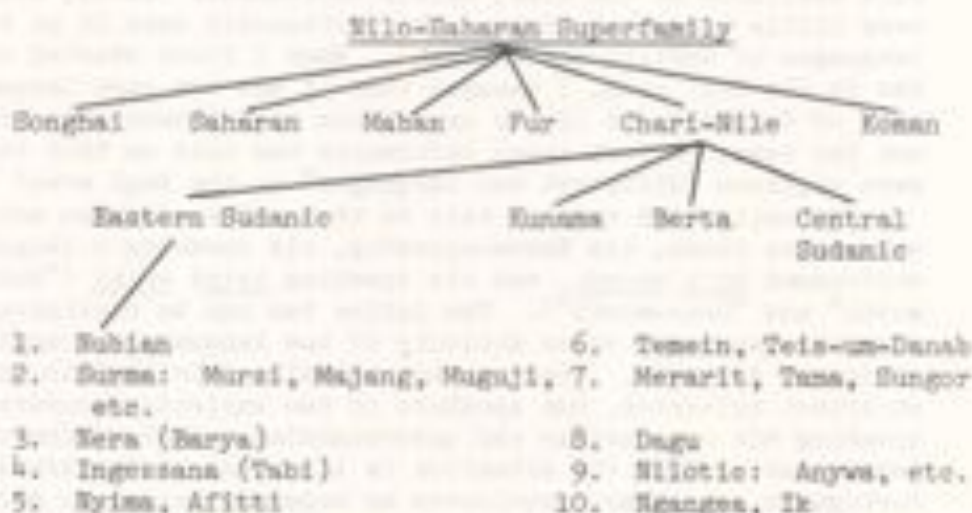 Nilo-Saharan Superfamily
Songhai Saharan Maban Fur Chari-Nile Koman
Eastern Sudanic Kunama Berta Central
Sudanic
1. Nubian 6. Temein, Teis-um-Danab
2. Surma: Mursi, Majang, Muguji, 7. Merarit, Tama, Sungor
etc.
3. Nera (Barya) 8. Dagu
4. Ingessana (Tabi) 9. Nilotic: Anywa, etc.
5. Nyima, Afitti 10. Ngangea, Ik